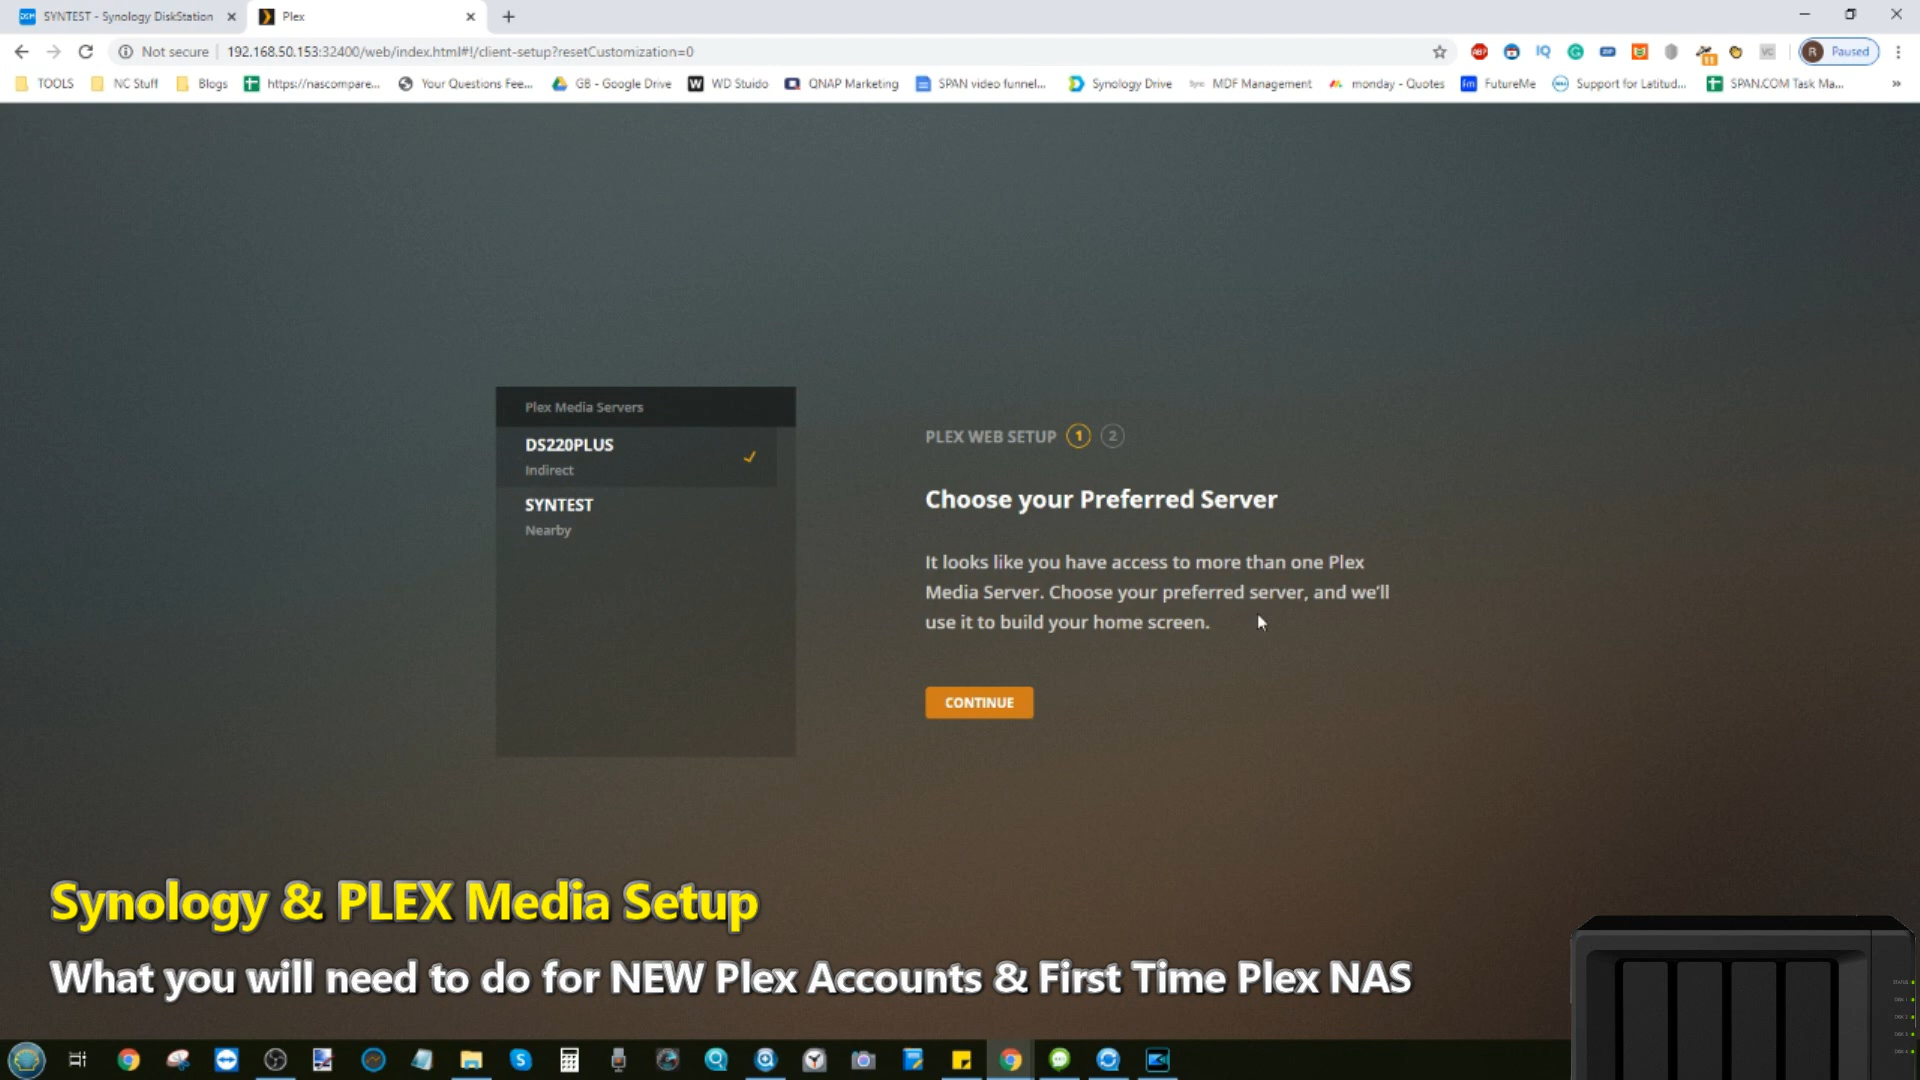 SYNTEST - Synology DiskStation
Plex
Not secure
192.168.50.153:32400/web/index.html#!/client-setup?resetCustomization=0
ABP
IQ
11
VC
R
Paused
TOOLS
NC Stuff
Blogs
https://nascompare...
Your Questions Fee...
GB - Google Drive
W
WD Stuido
QNAP Marketing
SPAN video funnel...
Synology Drive
MDF Management
monday - Quotes
fm
FutureMe
Support for Latitud...
SPAN.COM Task Ma...
Plex Media Servers
DS220PLUS
Indirect
SYNTEST
Nearby
PLEX WEB SETUP 1 2
Choose your Preferred Server
It looks like you have access to more than one Plex
Media Server. Choose your preferred server, and we'll
use it to build your home screen.
CONTINUE
Synology & PLEX Media Setup
What you will need to do for NEW Plex Accounts & First Time Plex NAS